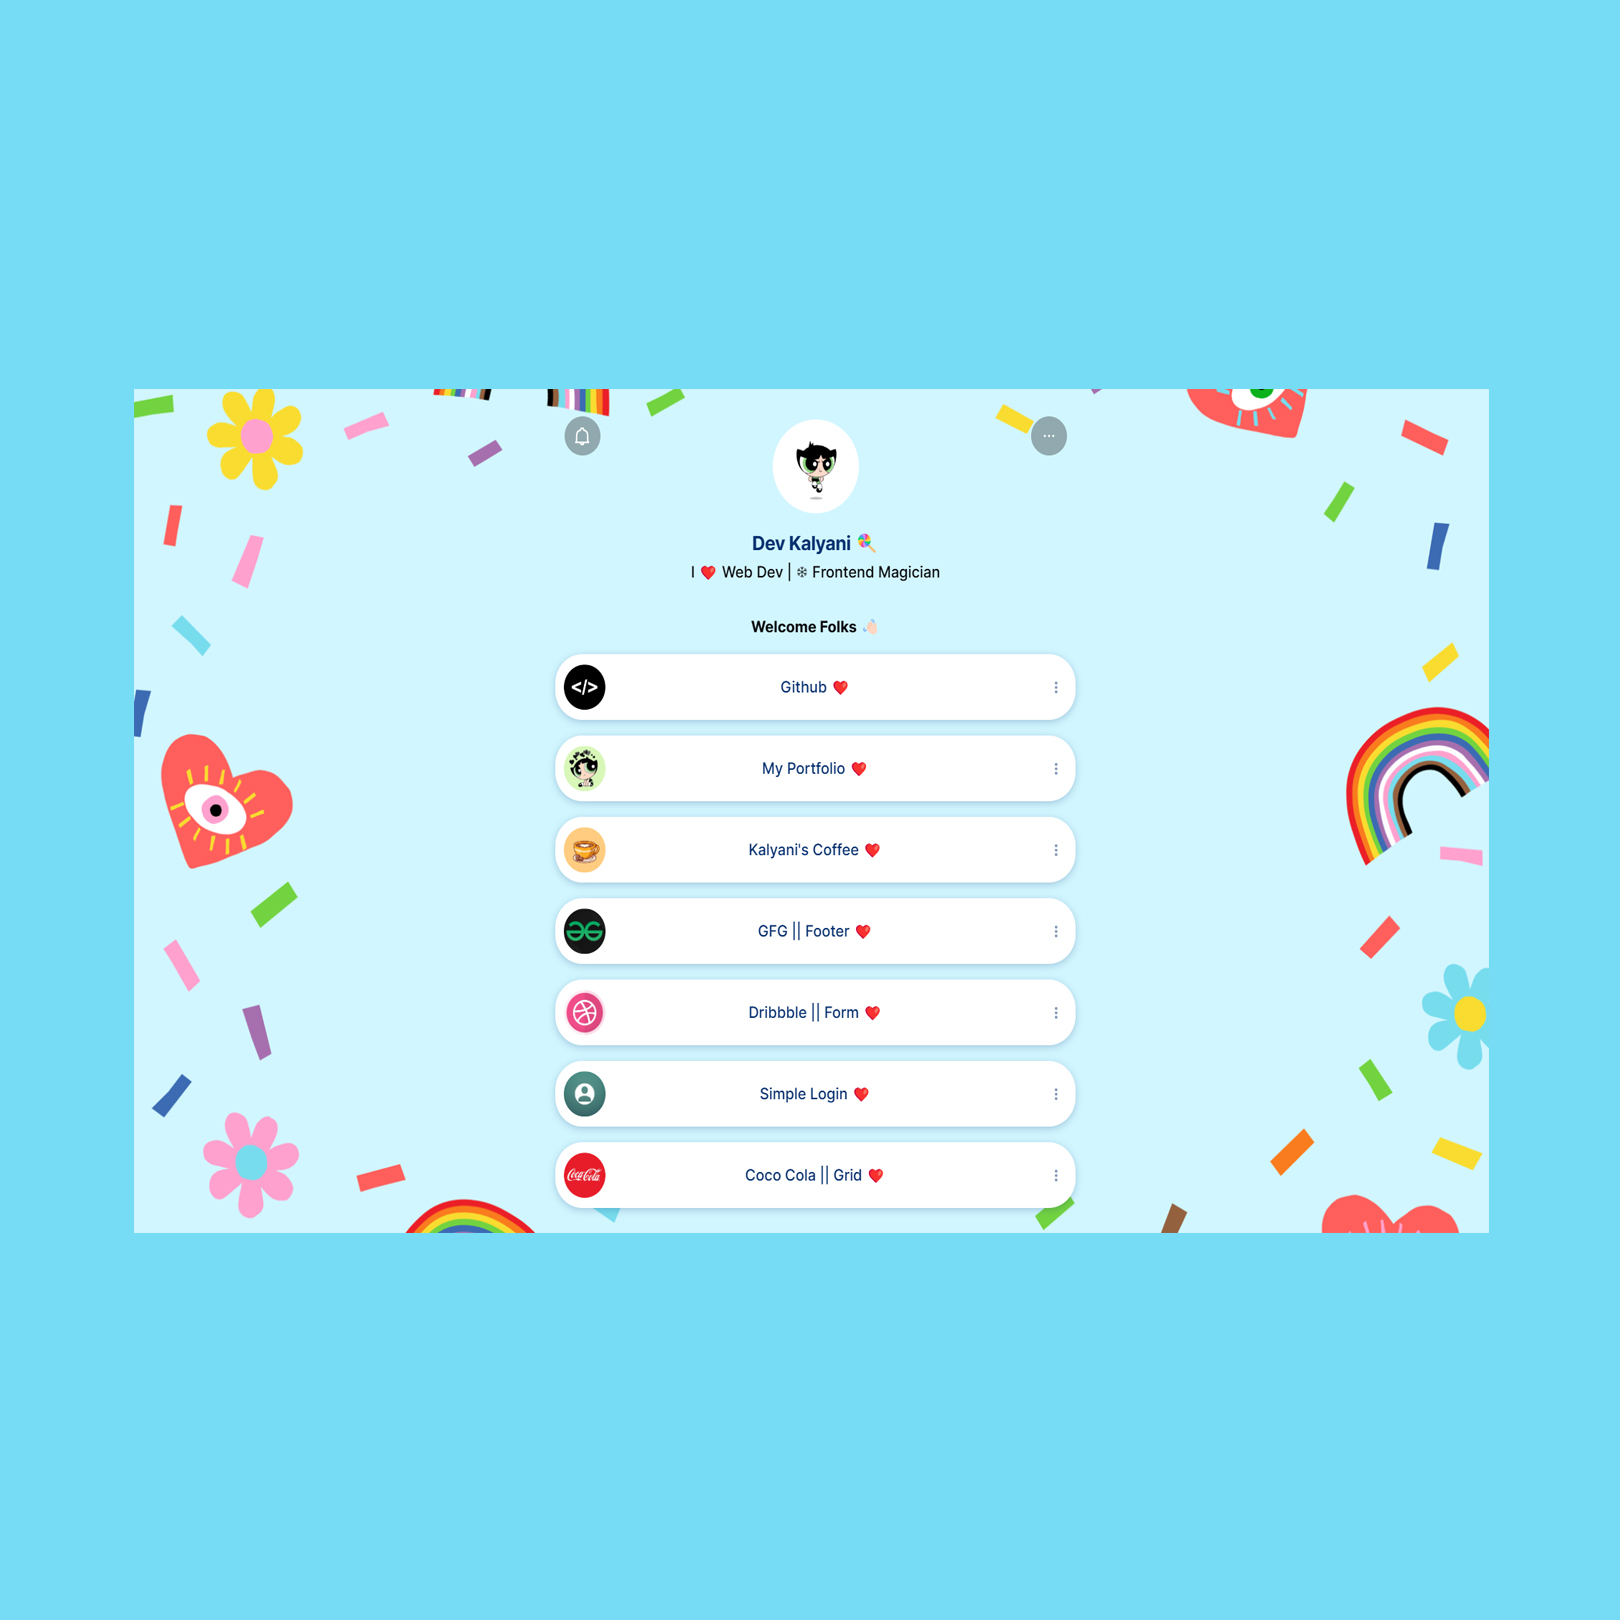 Dev Kalyani 🍭
I ❤️ Web Dev | ❄ Frontend Magician
Welcome Folks 👋🏻
</>
Github ❤️
My Portfolio ❤️
Kalyani's Coffee ❤️
GFG || Footer ❤️
Dribbble || Form ❤️
Simple Login ❤️
Coca-Cola
Coco Cola || Grid ❤️